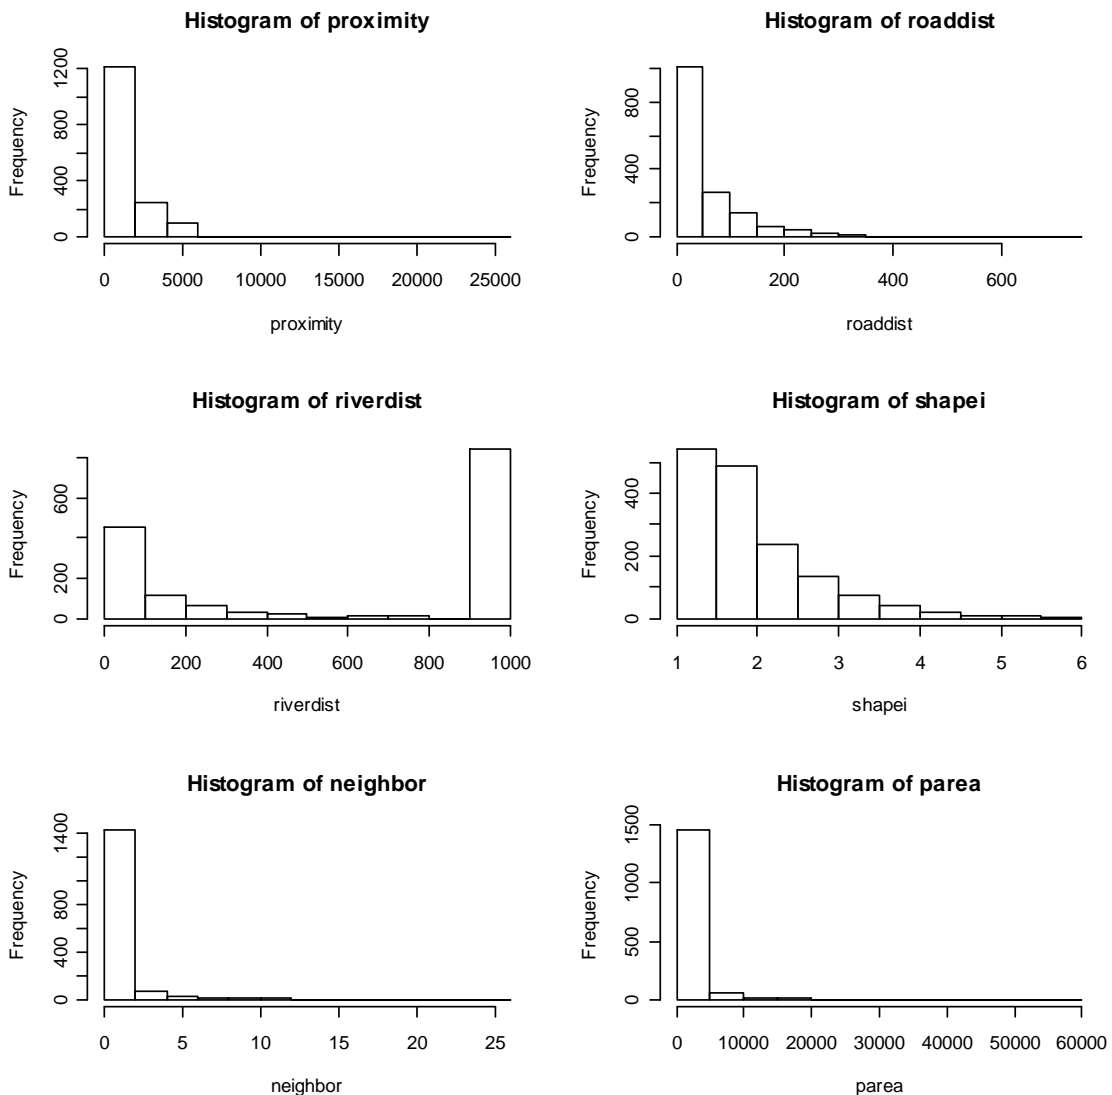 Histogram of proximity
Frequency
0 400 800 1200
0 5000 10000 15000 20000 25000
proximity
Histogram of roaddist
Frequency
0 400 800
0 200 400 600
roaddist
Histogram of riverdist
Frequency
0 200 600
0 200 400 600 800 1000
riverdist
Histogram of shapei
Frequency
0 200 400
1 2 3 4 5 6
shapei
Histogram of neighbor
Frequency
0 400 800 1400
0 5 10 15 20 25
neighbor
Histogram of parea
Frequency
0 500 1000 1500
0 10000 20000 30000 40000 50000 60000
parea